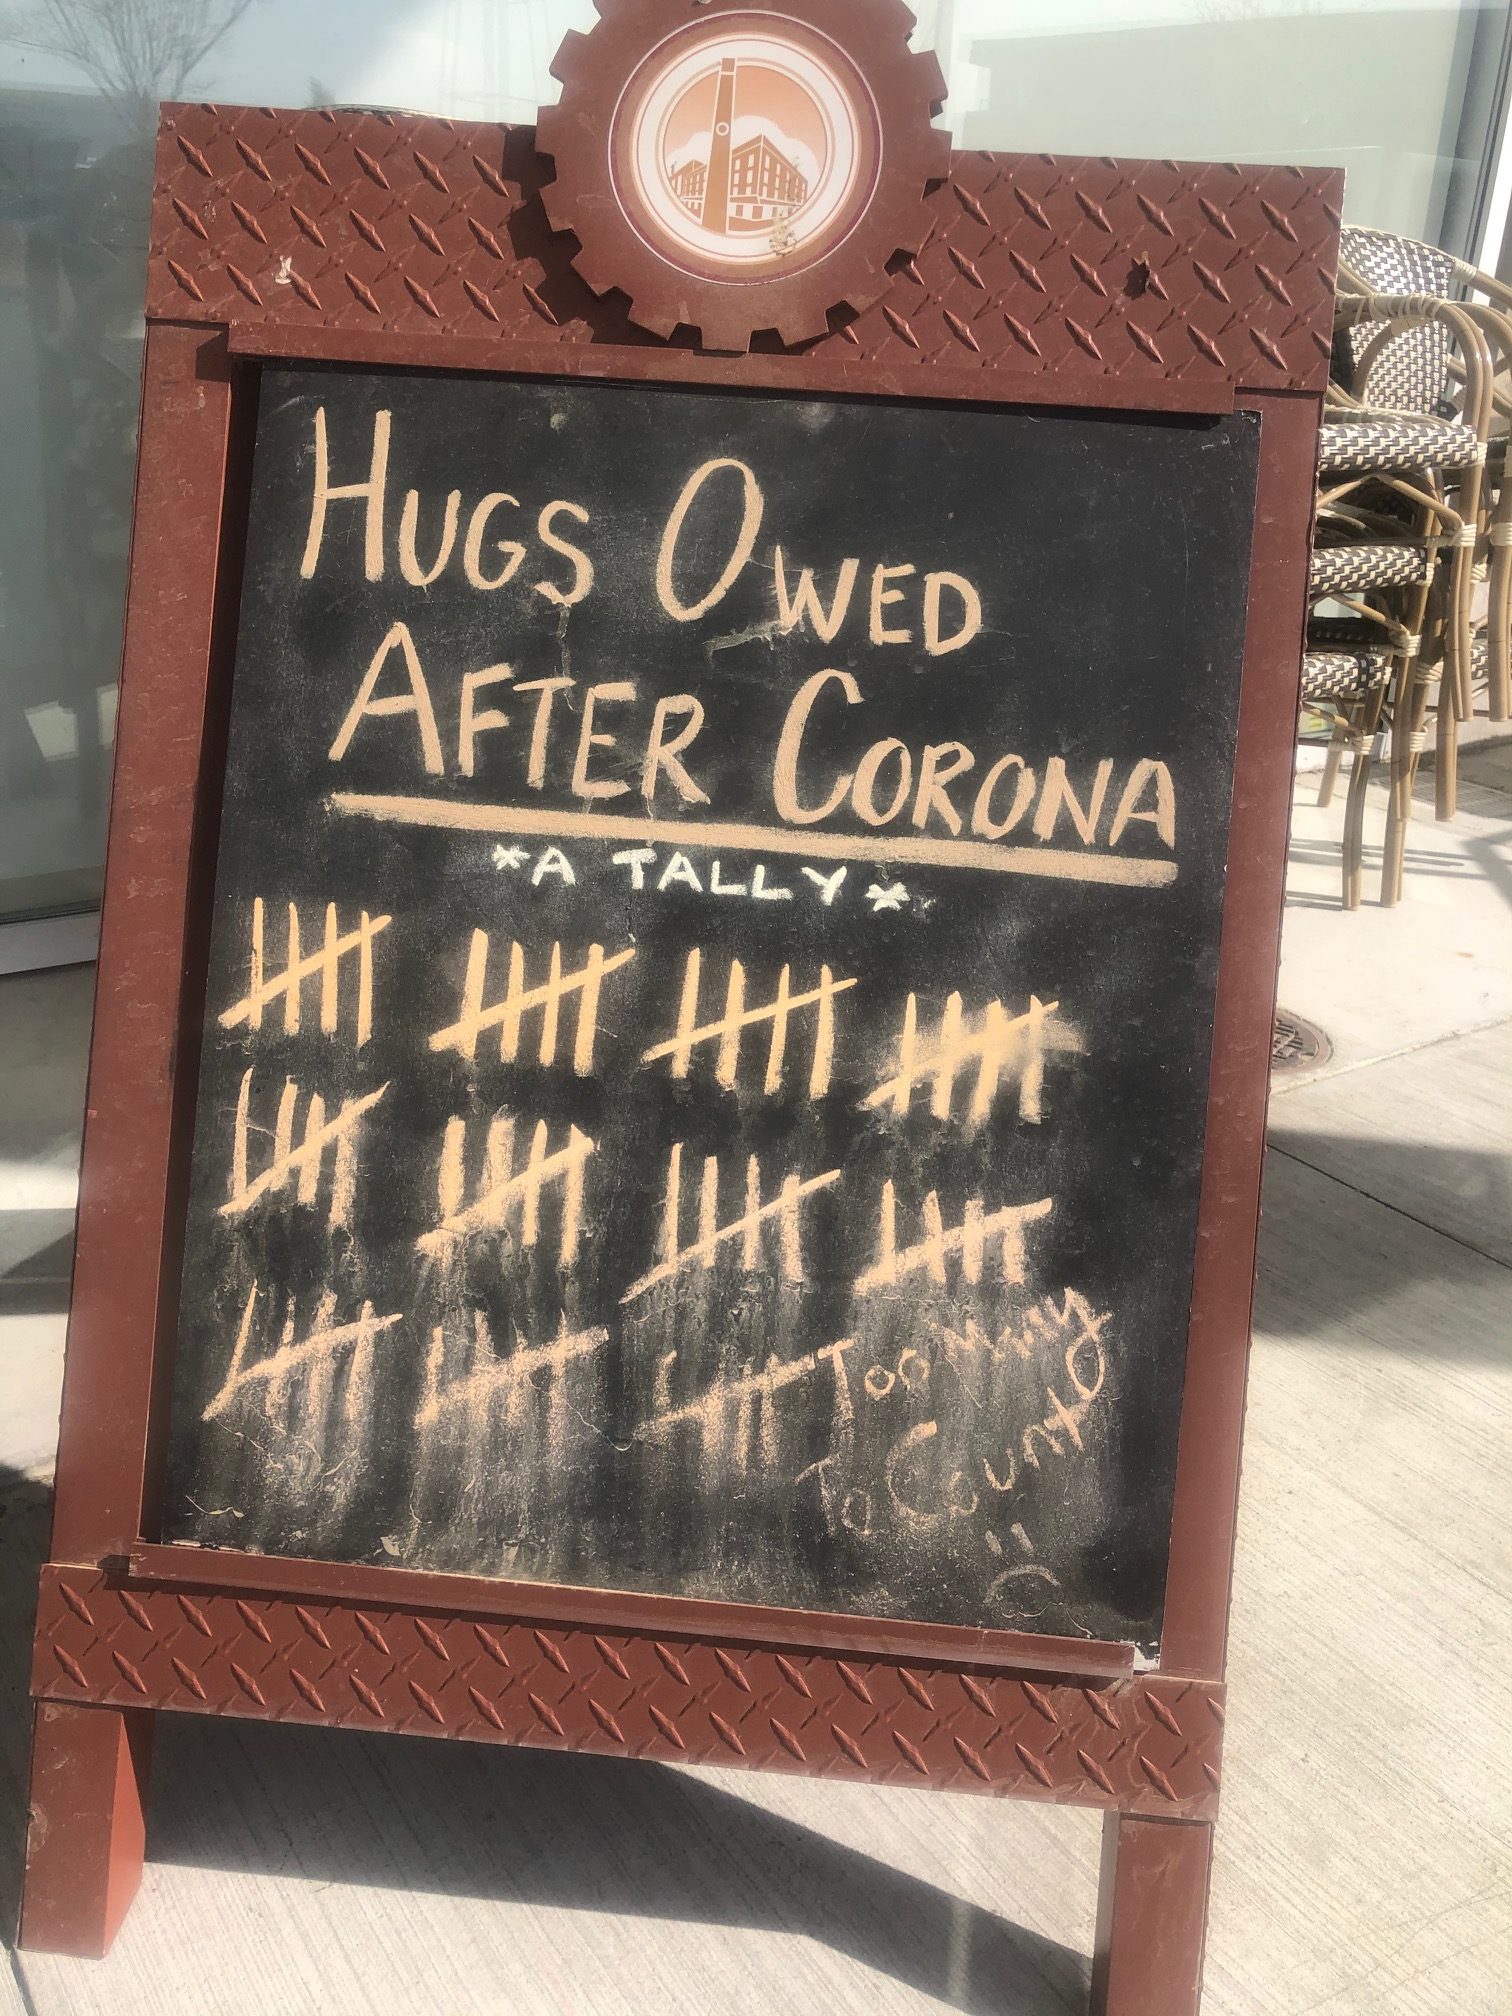 HUGS OWED
AFTER CORONA
*A TALLY*
Too Many
To Count